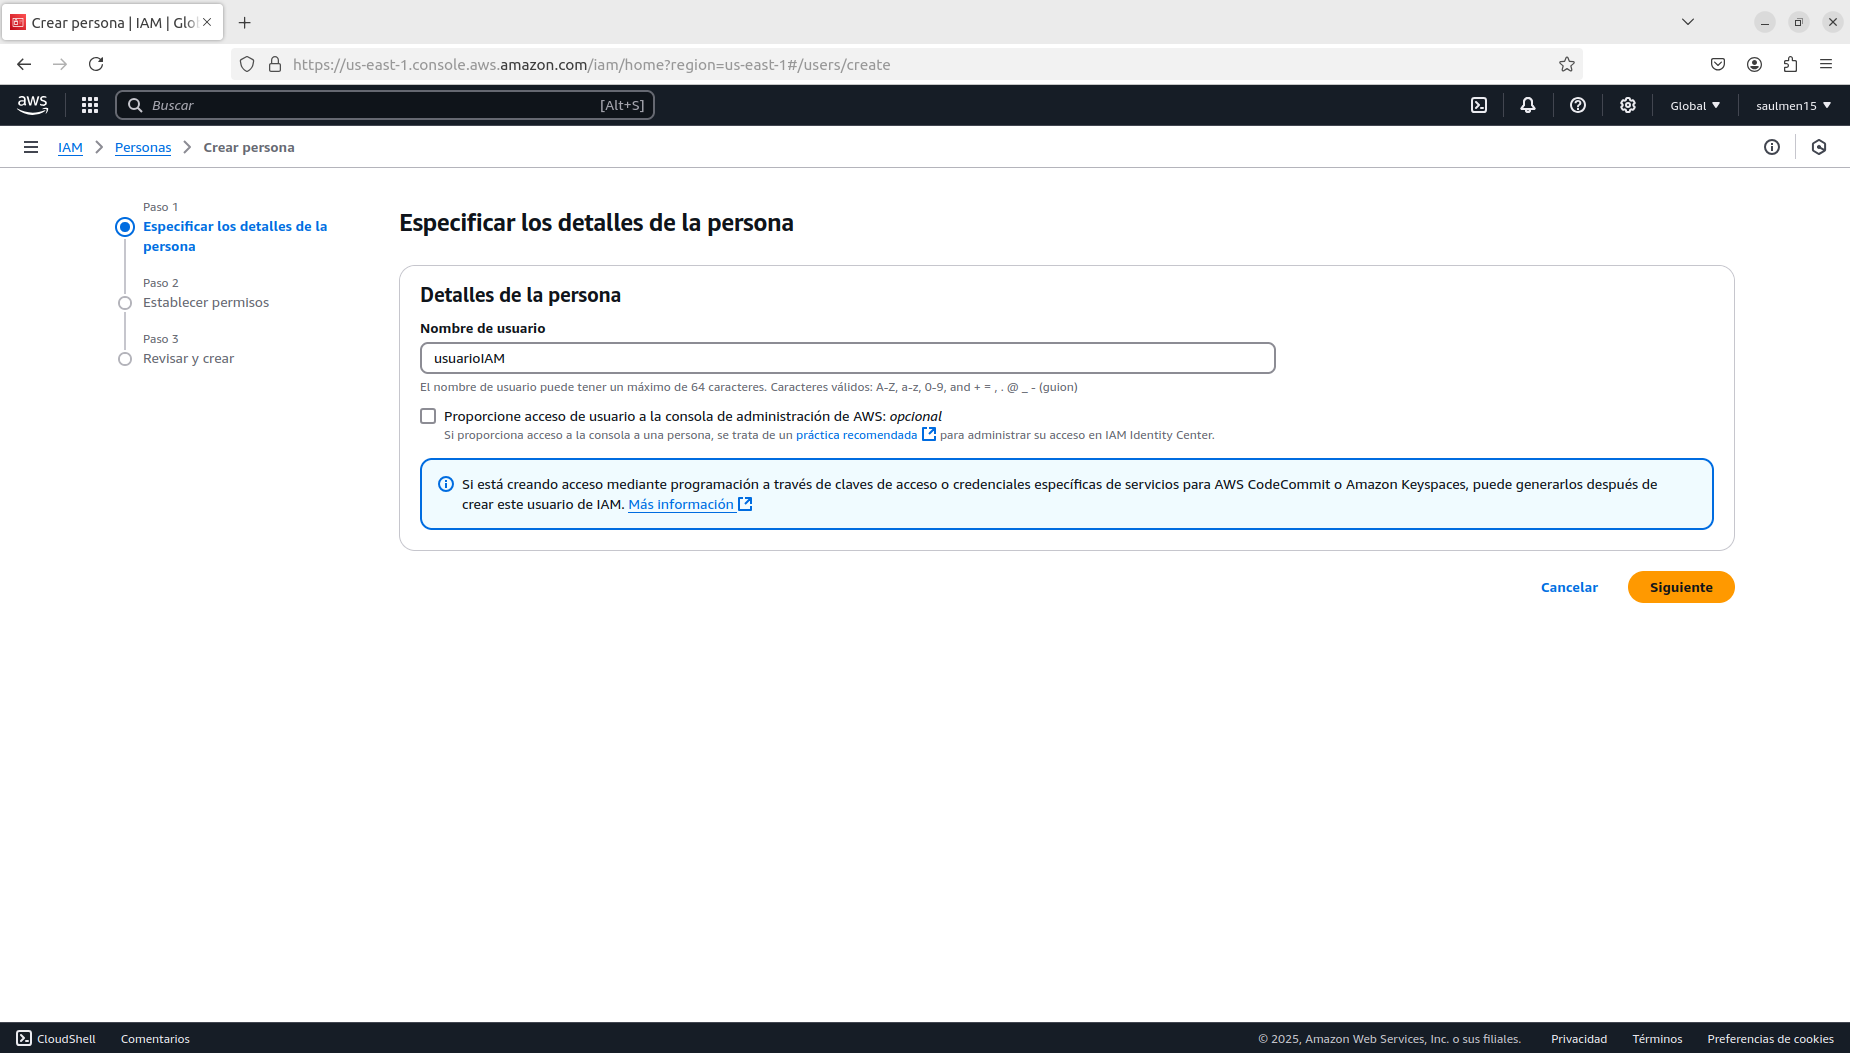 Crear persona | IAM | Glo
https://us-east-1.console.aws.amazon.com/iam/home?region=us-east-1#/users/create
aws
Buscar
[Alt+S]
Global
saulmen15
IAM
Personas
Crear persona
Paso 1
Especificar los detalles de la
persona
Paso 2
Establecer permisos
Paso 3
Revisar y crear
Especificar los detalles de la persona
Detalles de la persona
Nombre de usuario
usuarioIAM
El nombre de usuario puede tener un máximo de 64 caracteres. Caracteres válidos: A-Z, a-z, 0-9, and + = , . @ _ - (guion)
Proporcione acceso de usuario a la consola de administración de AWS: opcional
Si proporciona acceso a la consola a una persona, se trata de un práctica recomendada para administrar su acceso en IAM Identity Center.
Si está creando acceso mediante programación a través de claves de acceso o credenciales específicas de servicios para AWS CodeCommit o Amazon Keyspaces, puede generarlos después de
crear este usuario de IAM. Más información
Cancelar
Siguiente
CloudShell
Comentarios
© 2025, Amazon Web Services, Inc. o sus filiales.
Privacidad
Términos
Preferencias de cookies